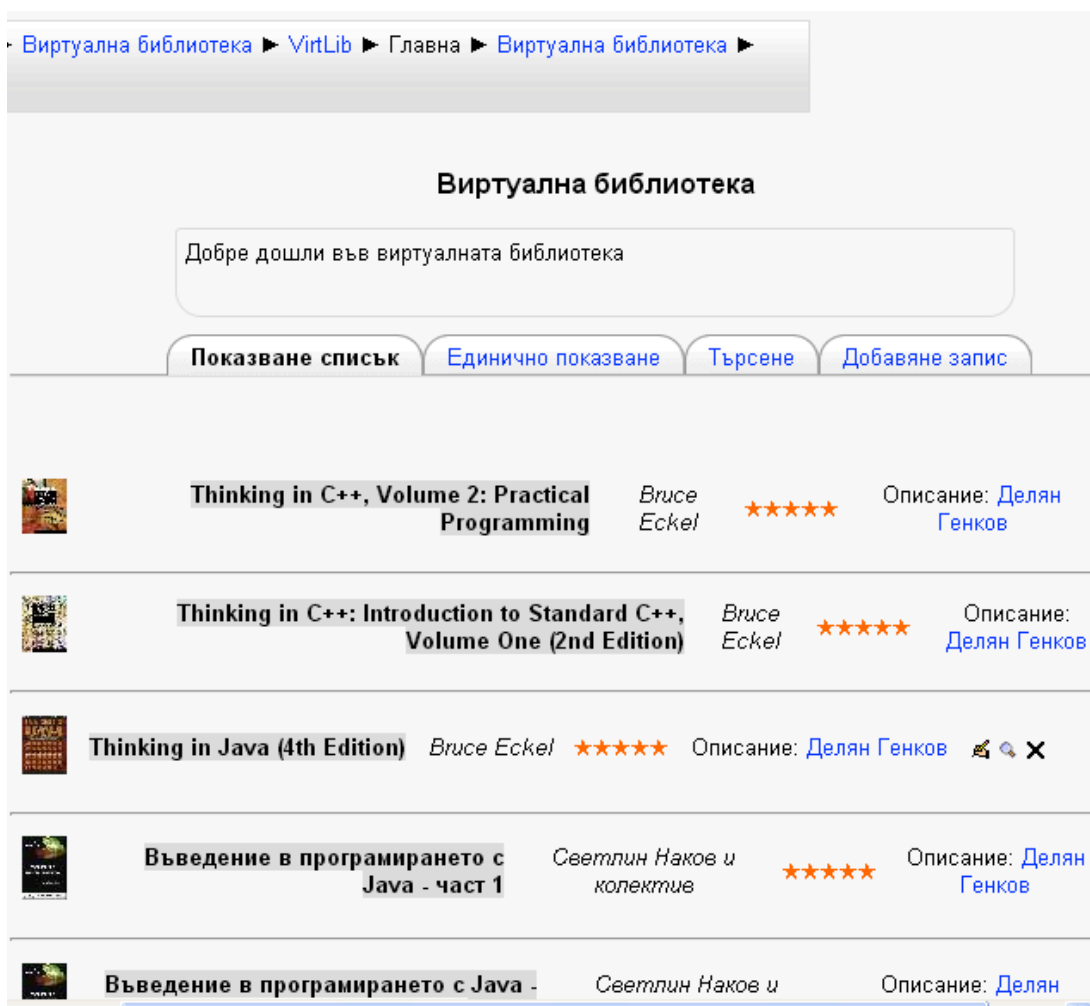 Виртуална библиотека ► VirtLib ► Главна ► Виртуална библиотека ►
Виртуална библиотека
Добре дошли във виртуалната библиотека
Показване списък Единично показване Търсене Добавяне запис
Thinking in C++, Volume 2: Practical
Programming
Bruce
Eckel
★★★★★
Описание: Делян
Генков
Thinking in C++: Introduction to Standard C++,
Volume One (2nd Edition)
Bruce
Eckel
★★★★★
Описание:
Делян Генков
Thinking in Java (4th Edition) Bruce Eckel ★★★★★ Описание: Делян Генков
Въведение в програмирането с
Java - част 1
Светлин Наков и
колектив
★★★★★
Описание: Делян
Генков
Въведение в програмирането с Java -
Светлин Наков и
Описание: Делян